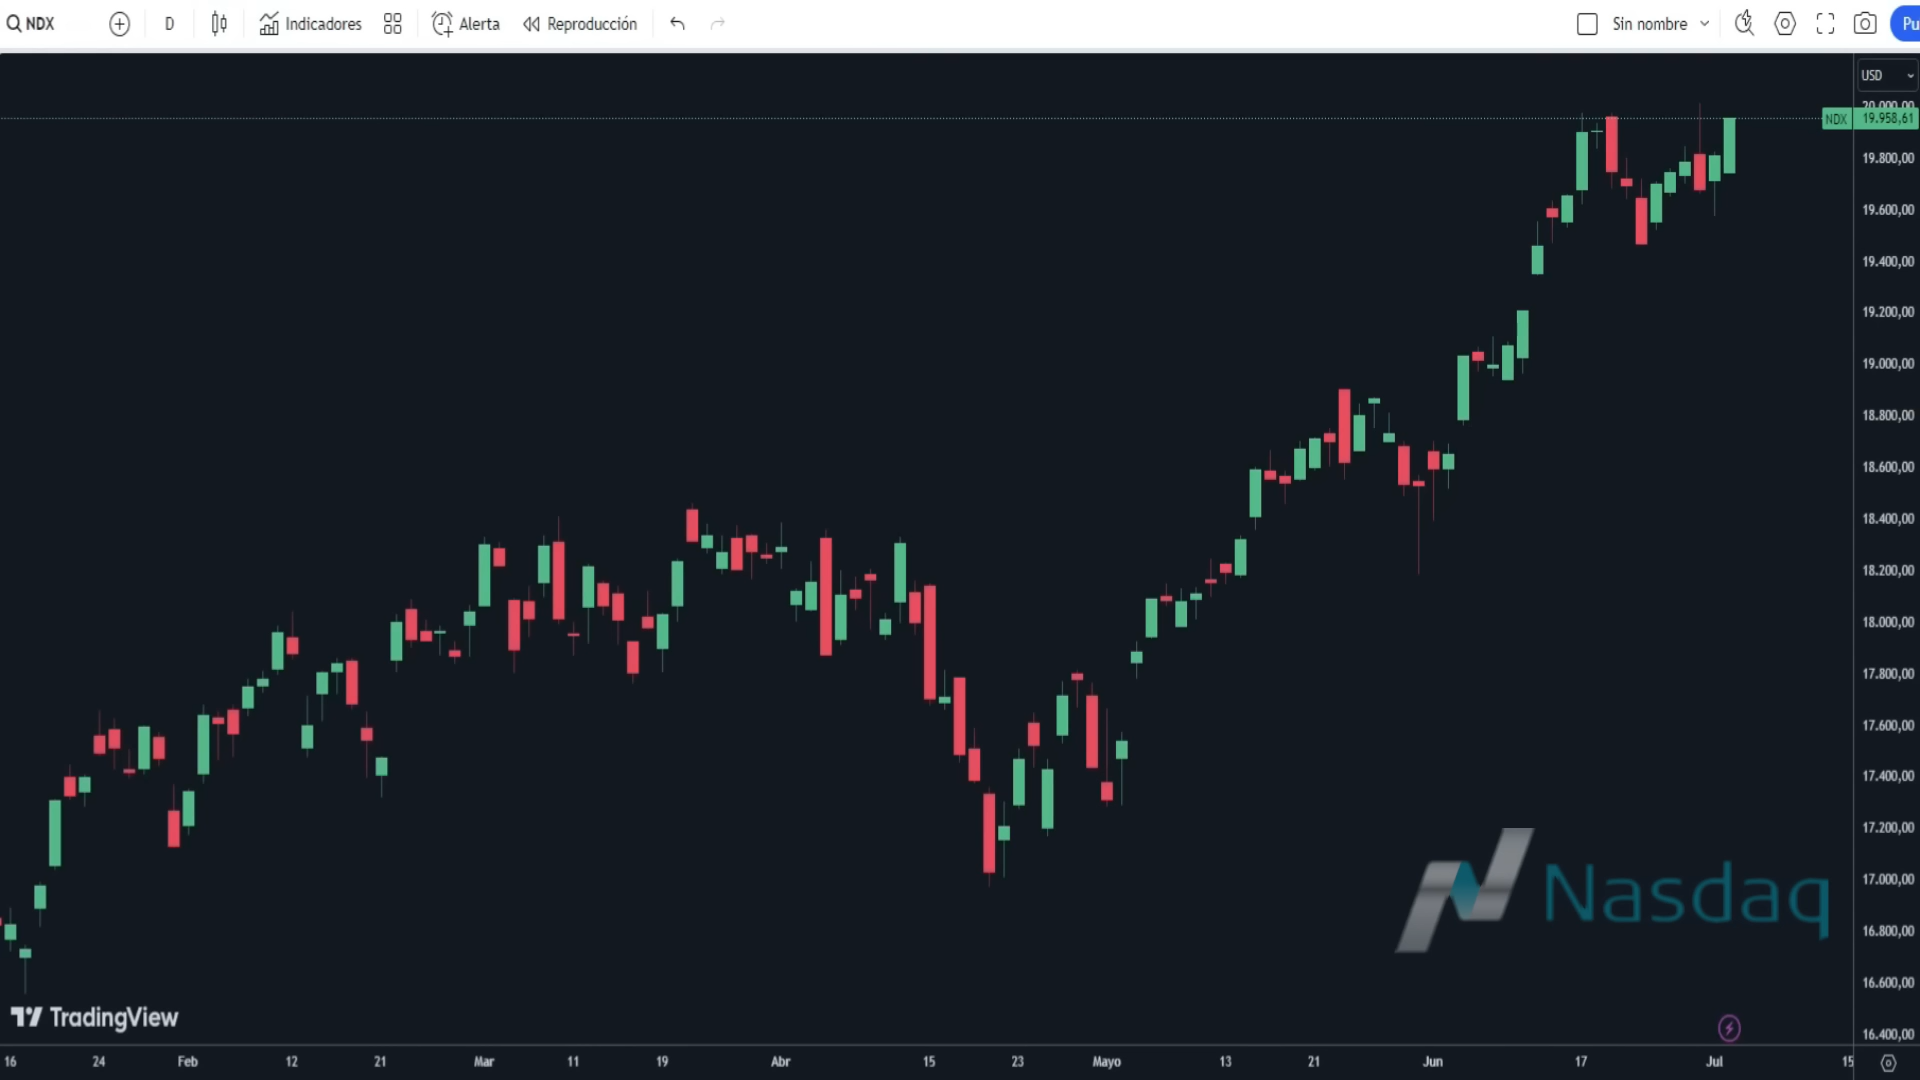 NDX
D
Indicadores
Alerta
Reproducción
Sin nombre
Pu
USD
20.000,00
NDX 19.958,61
19.800,00
19.600,00
19.400,00
19.200,00
19.000,00
18.800,00
18.600,00
18.400,00
18.200,00
18.000,00
17.800,00
17.600,00
17.400,00
17.200,00
17.000,00
16.800,00
16.600,00
16.400,00
Nasdaq
TradingView
16 24 Feb 12 21 Mar 11 19 Abr 15 23 Mayo 13 21 Jun 17 Jul 15